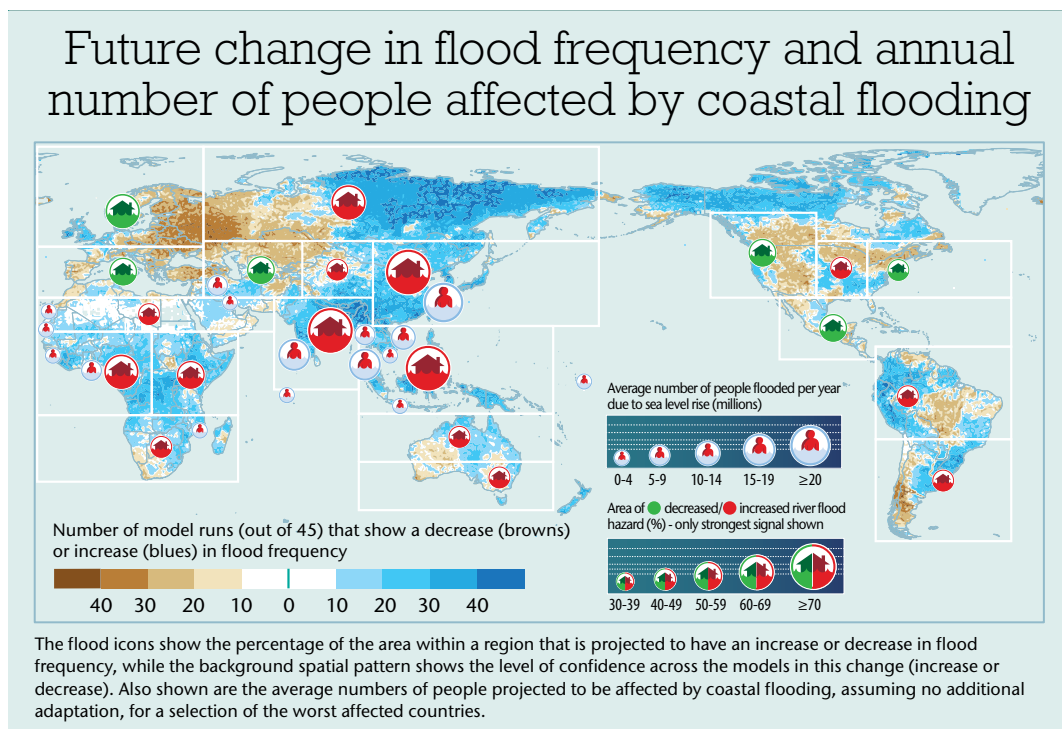 Future change in flood frequency and annual
number of people affected by coastal flooding
Average number of people flooded per year
due to sea level rise (millions)
0-4 5-9 10-14 15-19 ≥20
Area of decreased/ increased river flood
hazard (%) - only strongest signal shown
30-39 40-49 50-59 60-69 ≥70
Number of model runs (out of 45) that show a decrease (browns)
or increase (blues) in flood frequency
40 30 20 10 0 10 20 30 40
The flood icons show the percentage of the area within a region that is projected to have an increase or decrease in flood
frequency, while the background spatial pattern shows the level of confidence across the models in this change (increase or
decrease). Also shown are the average numbers of people projected to be affected by coastal flooding, assuming no additional
adaptation, for a selection of the worst affected countries.